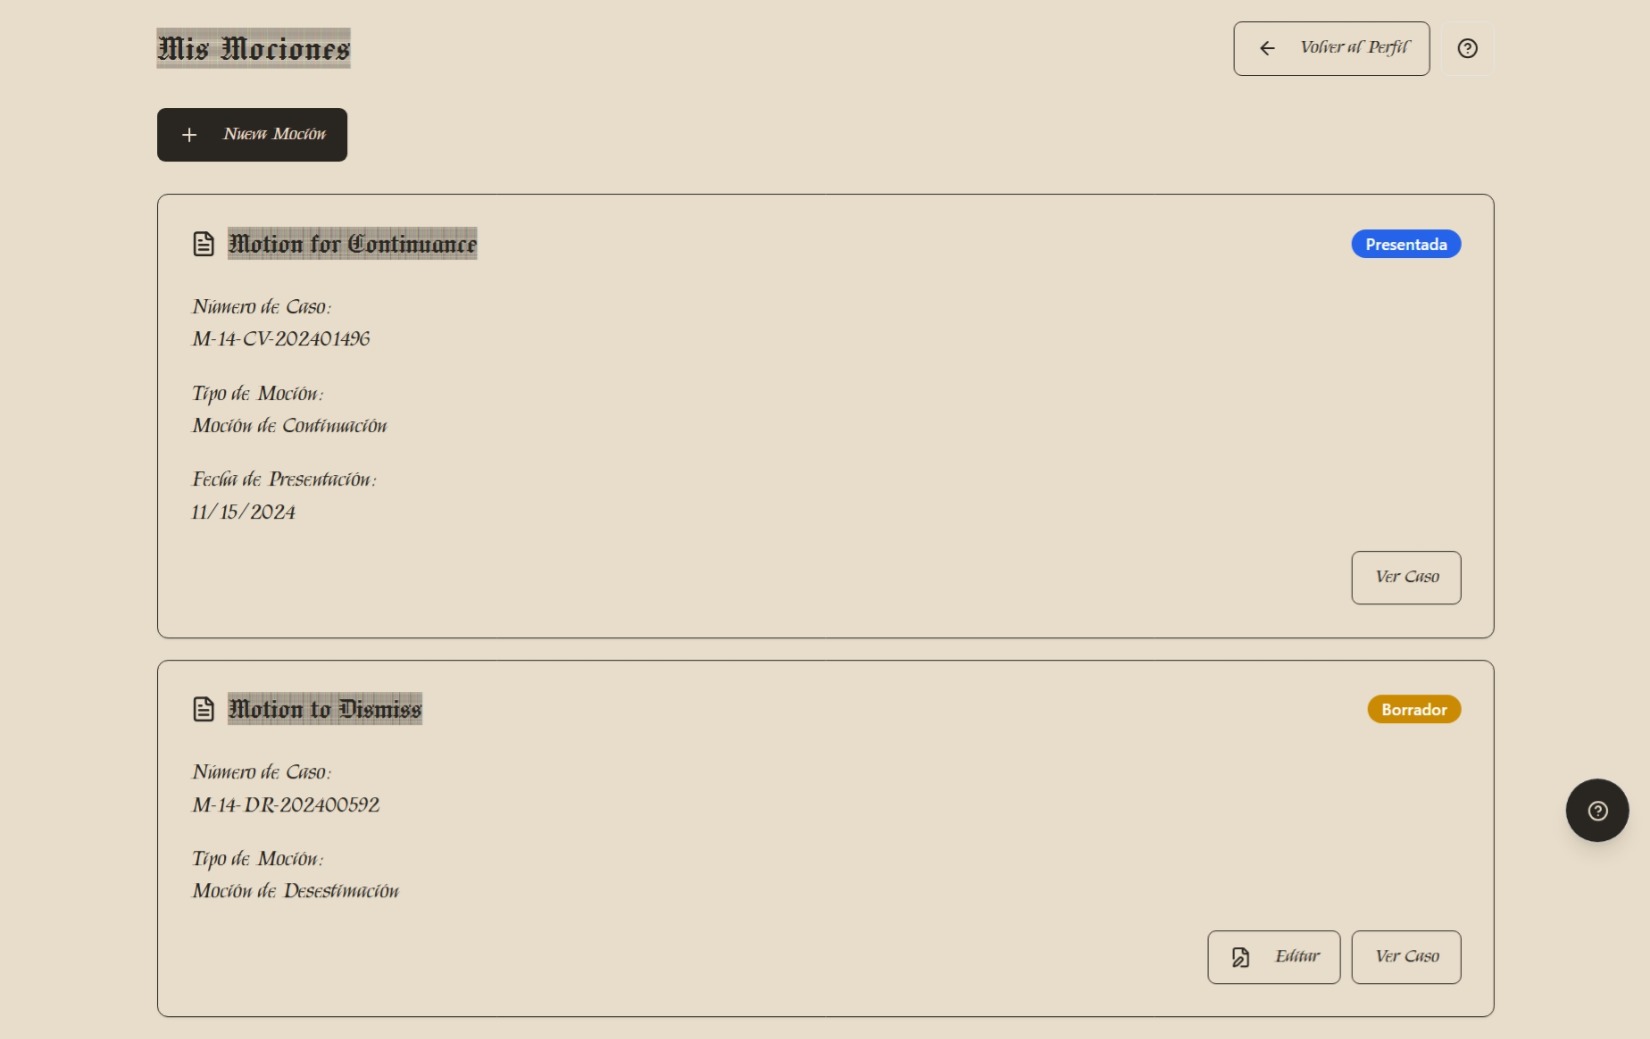 Mis Mociones
Volver al Perfil
Nueva Moción
Motion for Continuance
Presentada
Número de Caso:
M-14-CV-202401496
Tipo de Moción:
Moción de Continuación
Fecha de Presentación:
11/15/2024
Ver Caso
Motion to Dismiss
Borrador
Número de Caso:
M-14-DR-202400592
Tipo de Moción:
Moción de Desestimación
Editar
Ver Caso